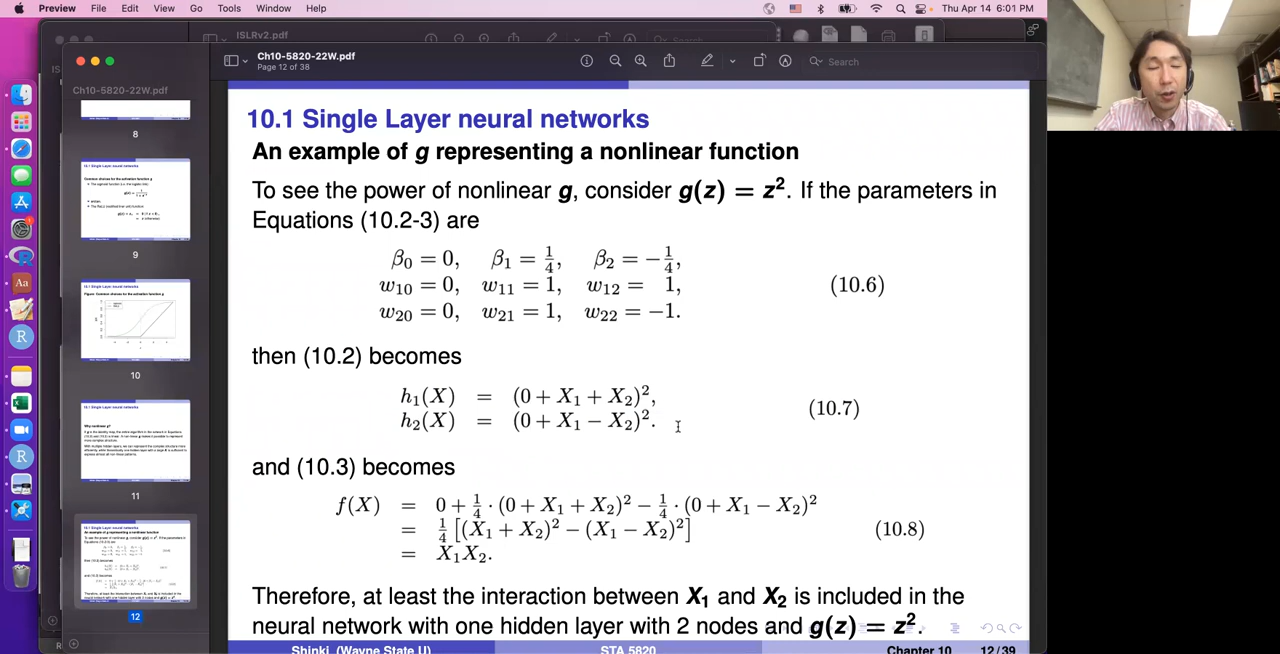 Preview File Edit View Go Tools Window Help Thu Apr 14 6:01 PM
ISLRv2.pdf
Ch10-5820-22W.pdf
Page 12 of 38
Search
Ch10-5820-22W.pdf
8
9
10
11
12
10.1 Single Layer neural networks
An example of g representing a nonlinear function
To see the power of nonlinear g, consider g(z) = z². If the parameters in
Equations (10.2-3) are
β₀ = 0, β₁ = 1/4, β₂ = −1/4,
w₁₀ = 0, w₁₁ = 1, w₁₂ = 1, (10.6)
w₂₀ = 0, w₂₁ = 1, w₂₂ = −1.
then (10.2) becomes
h₁(X) = (0 + X₁ + X₂)²,
(10.7)
h₂(X) = (0 + X₁ − X₂)².
and (10.3) becomes
f(X) = 0 + 1/4 · (0 + X₁ + X₂)² − 1/4 · (0 + X₁ − X₂)²
= 1/4 [(X₁ + X₂)² − (X₁ − X₂)²] (10.8)
= X₁X₂.
Therefore, at least the interaction between X₁ and X₂ is included in the
neural network with one hidden layer with 2 nodes and g(z) = z².
Shinki (Wayne State U) STA 5820 Chapter 10 12/39